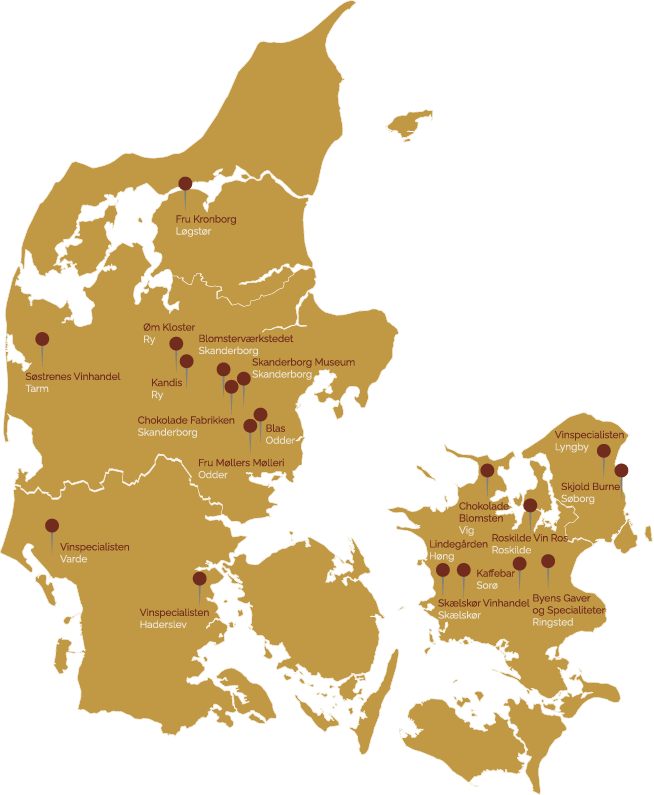 Fru Kronborg
Løgstør
Øm Kloster
Ry
Blomsterværkstedet
Skanderborg
Skanderborg Museum
Skanderborg
Søstrenes Vinhandel
Tarm
Kandis
Ry
Chokolade Fabrikken
Skanderborg
Blas
Odder
Fru Møllers Mølleri
Odder
Vinspecialisten
Lyngby
Skjold Burne
Søborg
Chokolade
Blomsten
Vig
Roskilde Vin Ros
Roskilde
Lindegården
Høng
Vinspecialisten
Varde
Kaffebar
Sorø
Skælskør Vinhandel
Skælskør
Byens Gaver
og Specialiteter
Ringsted
Vinspecialisten
Haderslev